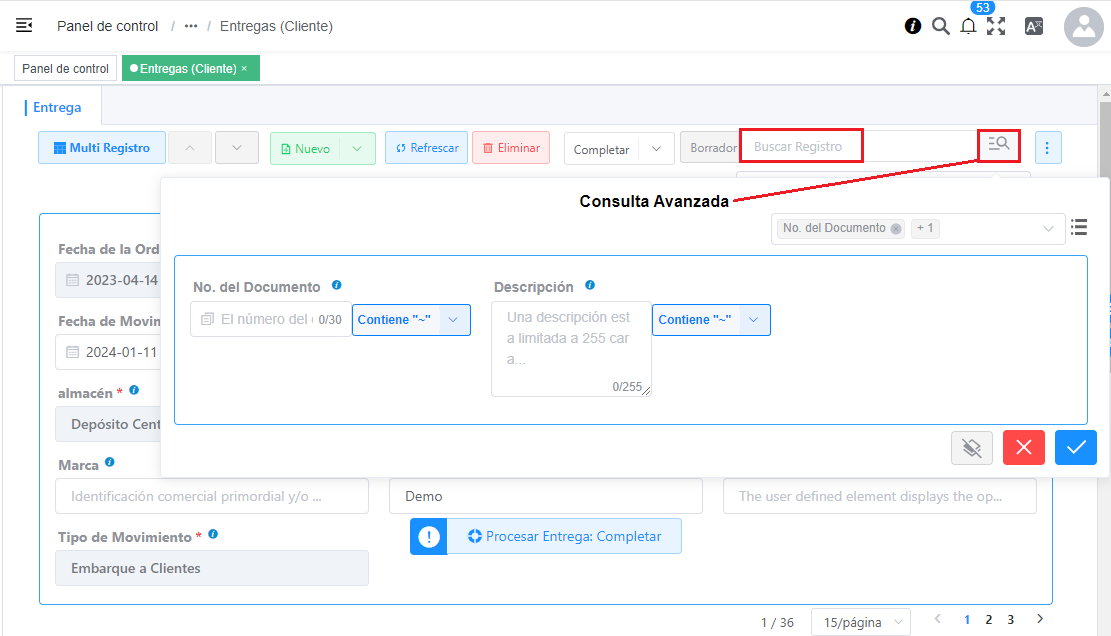 53
Panel de control / ••• / Entregas (Cliente)
Panel de control
Entregas (Cliente) ×
Entrega
Multi Registro
Nuevo
Refrescar
Eliminar
Completar
Borrador
Buscar Registro
Consulta Avanzada
No. del Documento
+ 1
Fecha de la Ord
2023-04-14
Fecha de Movin
2024-01-11
almacén *
Depósito Cent
No. del Documento
El número del
0/30
Contiene "~"
Descripción
Una descripción est
a limitada a 255 car
a...
0/255
Contiene "~"
Marca
Identificación comercial primordial y/o ...
Demo
The user defined element displays the op...
Tipo de Movimiento *
Embarque a Clientes
Procesar Entrega: Completar
1 / 36
15/página
1 2 3